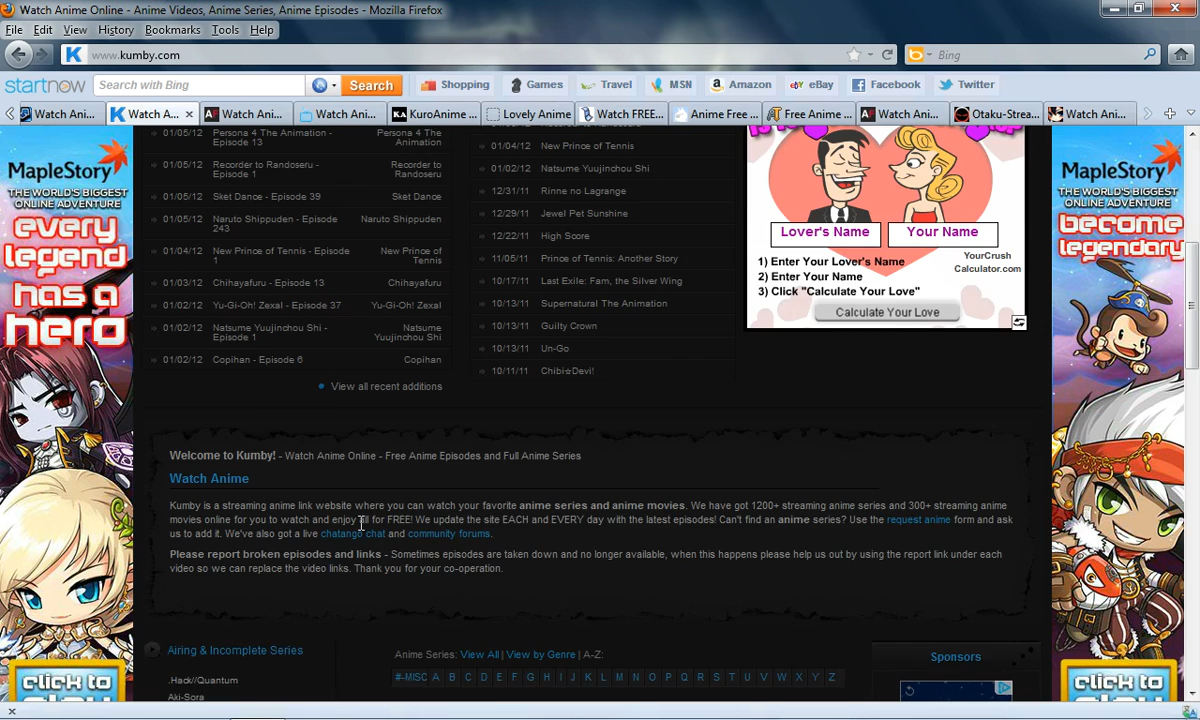 Watch Anime Online - Anime Videos, Anime Series, Anime Episodes - Mozilla Firefox
File Edit View History Bookmarks Tools Help
www.kumby.com
Bing
startnow Search with Bing Search Shopping Games Travel MSN Amazon eBay Facebook Twitter
Watch Ani... Watch A... Watch Ani... Watch Ani... KuroAnime ... Lovely Anime Watch FREE... Anime Free ... Free Anime ... Watch Ani... Otaku-Strea... Watch Ani...
MapleStory
THE WORLD'S BIGGEST
ONLINE ADVENTURE
every
legend
has a
hero
click to
01/05/12 Persona 4 The Animation - Episode 13 Persona 4 The Animation
01/05/12 Recorder to Randoseru - Episode 1 Recorder to Randoseru
01/05/12 Sket Dance - Episode 39 Sket Dance
01/05/12 Naruto Shippuden - Episode 243 Naruto Shippuden
01/04/12 New Prince of Tennis - Episode 1 New Prince of Tennis
01/03/12 Chihayafuru - Episode 13 Chihayafuru
01/02/12 Yu-Gi-Oh! Zexal - Episode 37 Yu-Gi-Oh! Zexal
01/02/12 Natsume Yuujinchou Shi - Episode 1 Natsume Yuujinchou Shi
01/02/12 Copihan - Episode 6 Copihan
View all recent additions
01/04/12 New Prince of Tennis
01/02/12 Natsume Yuujinchou Shi
12/31/11 Rinne no Lagrange
12/29/11 Jewel Pet Sunshine
12/22/11 High Score
11/05/11 Prince of Tennis: Another Story
10/17/11 Last Exile: Fam, the Silver Wing
10/13/11 Supernatural The Animation
10/13/11 Guilty Crown
10/13/11 Un-Go
10/11/11 Chibi☆Devi!
Lover's Name Your Name
1) Enter Your Lover's Name
2) Enter Your Name
3) Click "Calculate Your Love"
YourCrush
Calculator.com
Calculate Your Love
Welcome to Kumby! - Watch Anime Online - Free Anime Episodes and Full Anime Series
Watch Anime
Kumby is a streaming anime link website where you can watch your favorite anime series and anime movies. We have got 1200+ streaming anime series and 300+ streaming anime
movies online for you to watch and enjoy all for FREE! We update the site EACH and EVERY day with the latest episodes! Can't find an anime series? Use the request anime form and ask
us to add it. We've also got a live chatango chat and community forums.
Please report broken episodes and links - Sometimes episodes are taken down and no longer available, when this happens please help us out by using the report link under each
video so we can replace the video links. Thank you for your co-operation.
Airing & Incomplete Series
.Hack//Quantum
Aki-Sora
Anime Series: View All | View by Genre | A-Z:
#-MISC A B C D E F G H I J K L M N O P Q R S T U V W X Y Z
Sponsors
MapleStory
THE WORLD'S BIGGEST
ONLINE ADVENTURE
become
legendary
click to